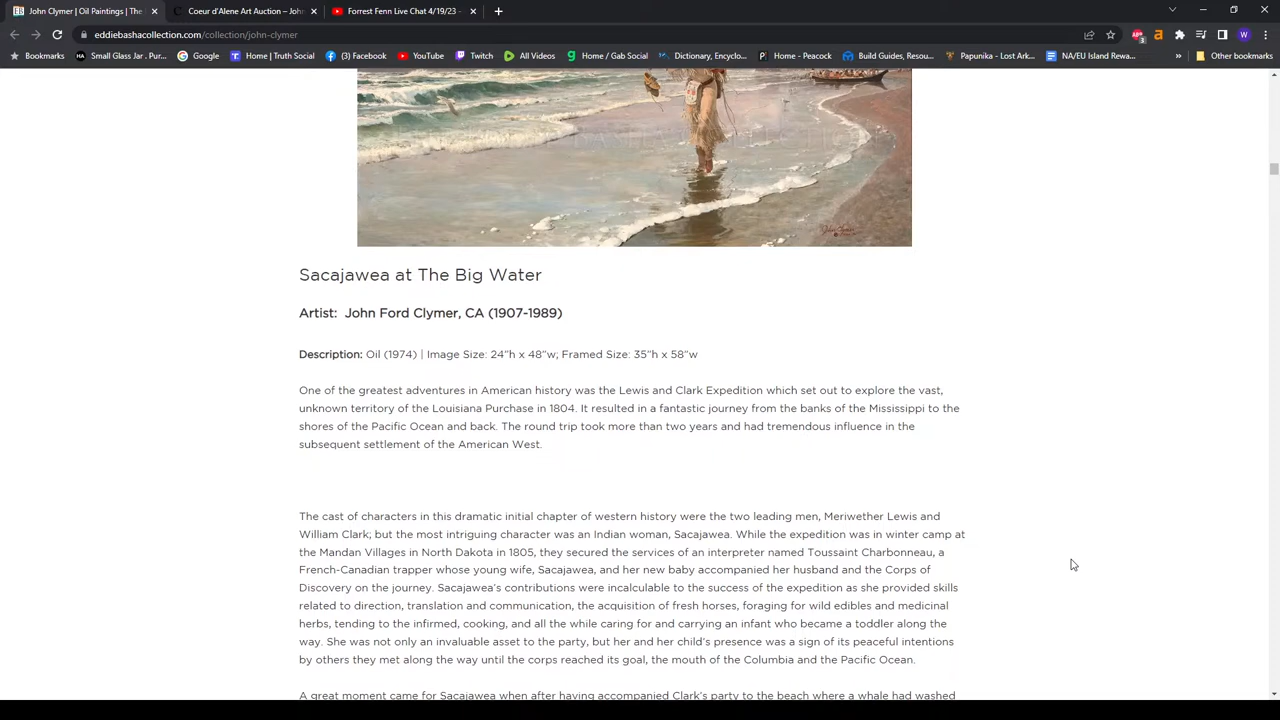 John Clymer | Oil Paintings | The
Coeur d'Alene Art Auction – John
Forrest Fenn Live Chat 4/19/23 -
eddiebashacollection.com/collection/john-clymer
W
Bookmarks
Small Glass Jar . Pur...
Google
Home | Truth Social
(3) Facebook
YouTube
Twitch
All Videos
Home / Gab Social
Dictionary, Encyclo...
Home - Peacock
Build Guides, Resou...
Papunika - Lost Ark...
NA/EU Island Rewa...
»
Other bookmarks
Sacajawea at The Big Water
Artist: John Ford Clymer, CA (1907-1989)
Description: Oil (1974) | Image Size: 24"h x 48"w; Framed Size: 35"h x 58"w
One of the greatest adventures in American history was the Lewis and Clark Expedition which set out to explore the vast,
unknown territory of the Louisiana Purchase in 1804. It resulted in a fantastic journey from the banks of the Mississippi to the
shores of the Pacific Ocean and back. The round trip took more than two years and had tremendous influence in the
subsequent settlement of the American West.
The cast of characters in this dramatic initial chapter of western history were the two leading men, Meriwether Lewis and
William Clark; but the most intriguing character was an Indian woman, Sacajawea. While the expedition was in winter camp at
the Mandan Villages in North Dakota in 1805, they secured the services of an interpreter named Toussaint Charbonneau, a
French-Canadian trapper whose young wife, Sacajawea, and her new baby accompanied her husband and the Corps of
Discovery on the journey. Sacajawea's contributions were incalculable to the success of the expedition as she provided skills
related to direction, translation and communication, the acquisition of fresh horses, foraging for wild edibles and medicinal
herbs, tending to the infirmed, cooking, and all the while caring for and carrying an infant who became a toddler along the
way. She was not only an invaluable asset to the party, but her and her child's presence was a sign of its peaceful intentions
by others they met along the way until the corps reached its goal, the mouth of the Columbia and the Pacific Ocean.
A great moment came for Sacajawea when after having accompanied Clark's party to the beach where a whale had washed